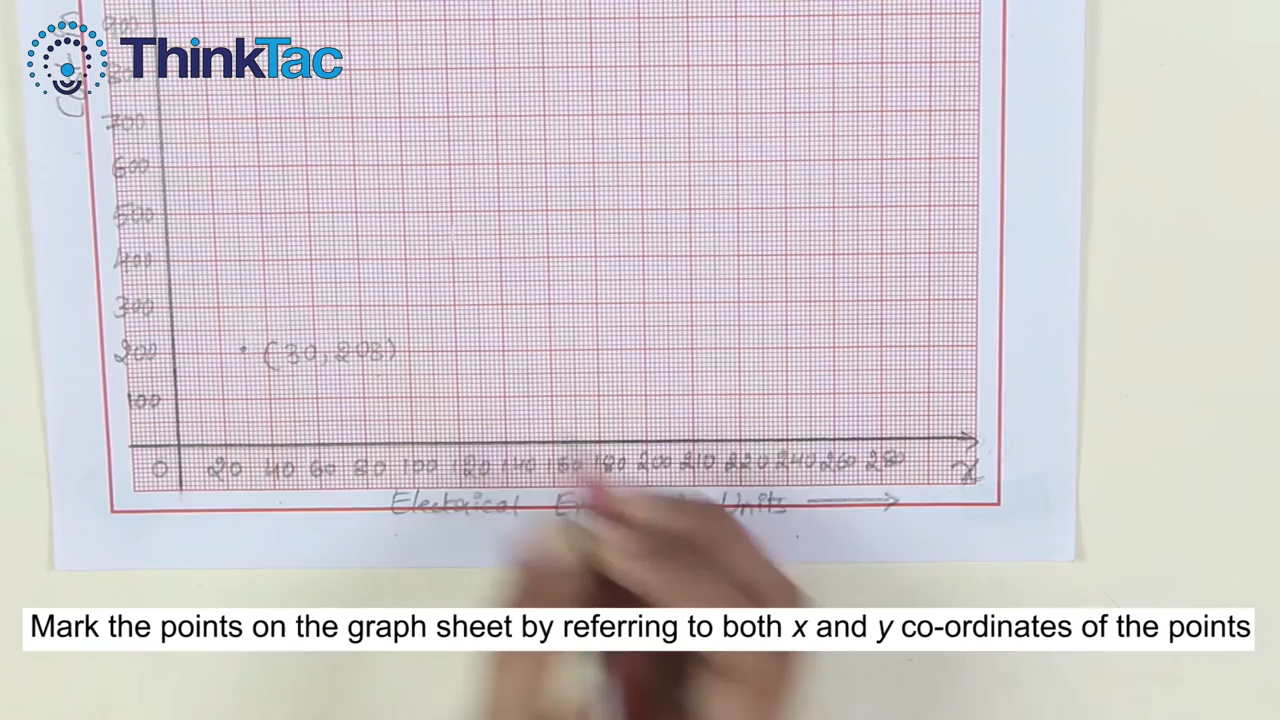 ThinkTac
900
700
600
500
400
300
200
· (30,203)
100
0 20 40 60 80 100 120 140 160 180 200 210 220 240 260 280
x
Electrical Units
Mark the points on the graph sheet by referring to both x and y co-ordinates of the points